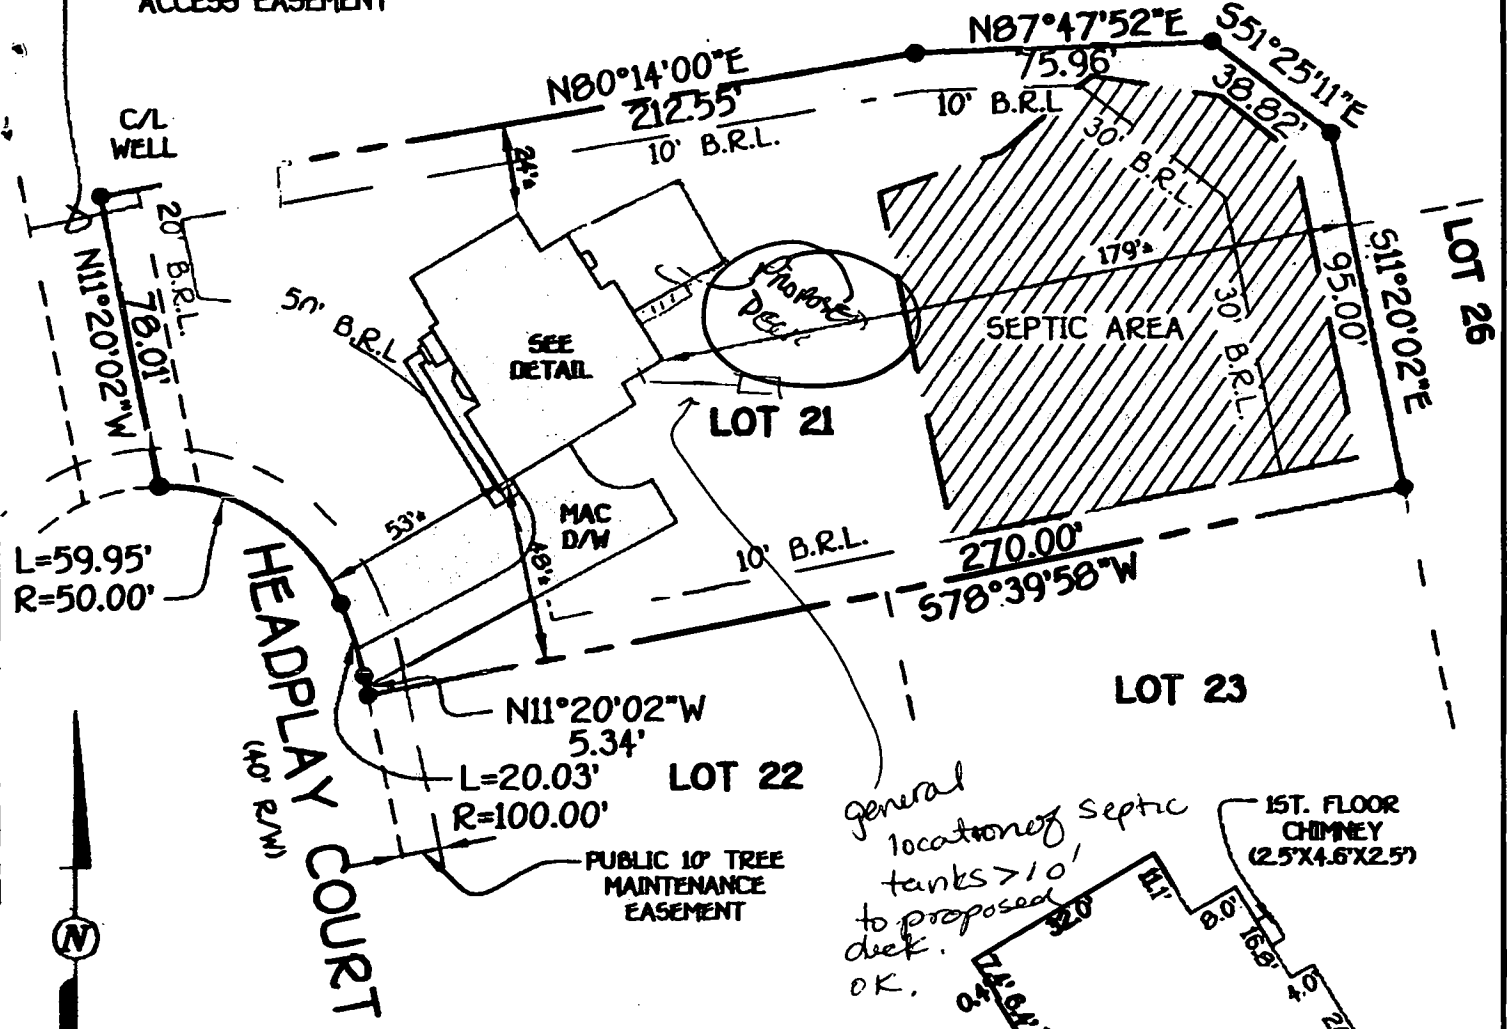 ACCESS EASEMENT
N87°47'52"E
75.96'
S51°25'11"E
38.82'
N80°14'00"E
212.55'
10' B.R.L.
10' B.R.L
C/L
WELL
24'±
30' B.R.L.
20' B.R.L.
N11°20'02"W
78.01'
50' B.R.L
SEE
DETAIL
PROPOSED
DECK
179'±
SEPTIC AREA
30' B.R.L.
S11°20'02"E
95.00'
LOT 26
LOT 21
53'±
MAC
D/W
48'±
10' B.R.L.
270.00'
S78°39'58"W
L=59.95'
R=50.00'
HEADPLAY COURT
(40' R/W)
N11°20'02"W
5.34'
L=20.03'
R=100.00'
LOT 22
LOT 23
PUBLIC 10' TREE
MAINTENANCE
EASEMENT
general
location of septic
tanks > 10'
to proposed
deck.
OK.
1ST. FLOOR
CHIMNEY
(2.5'X4.6'X2.5')
32.0'
11.1'
8.0'
16.8'
4.0'
7.4'
6.4'
N